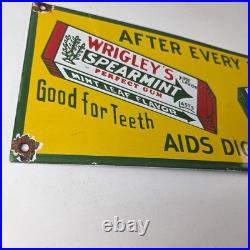 AFTER EVERY
WRIGLEY'S
SPEARMINT
PERFECT GUM
MINT LEAF FLAVOR
Good for Teeth
AIDS DIG